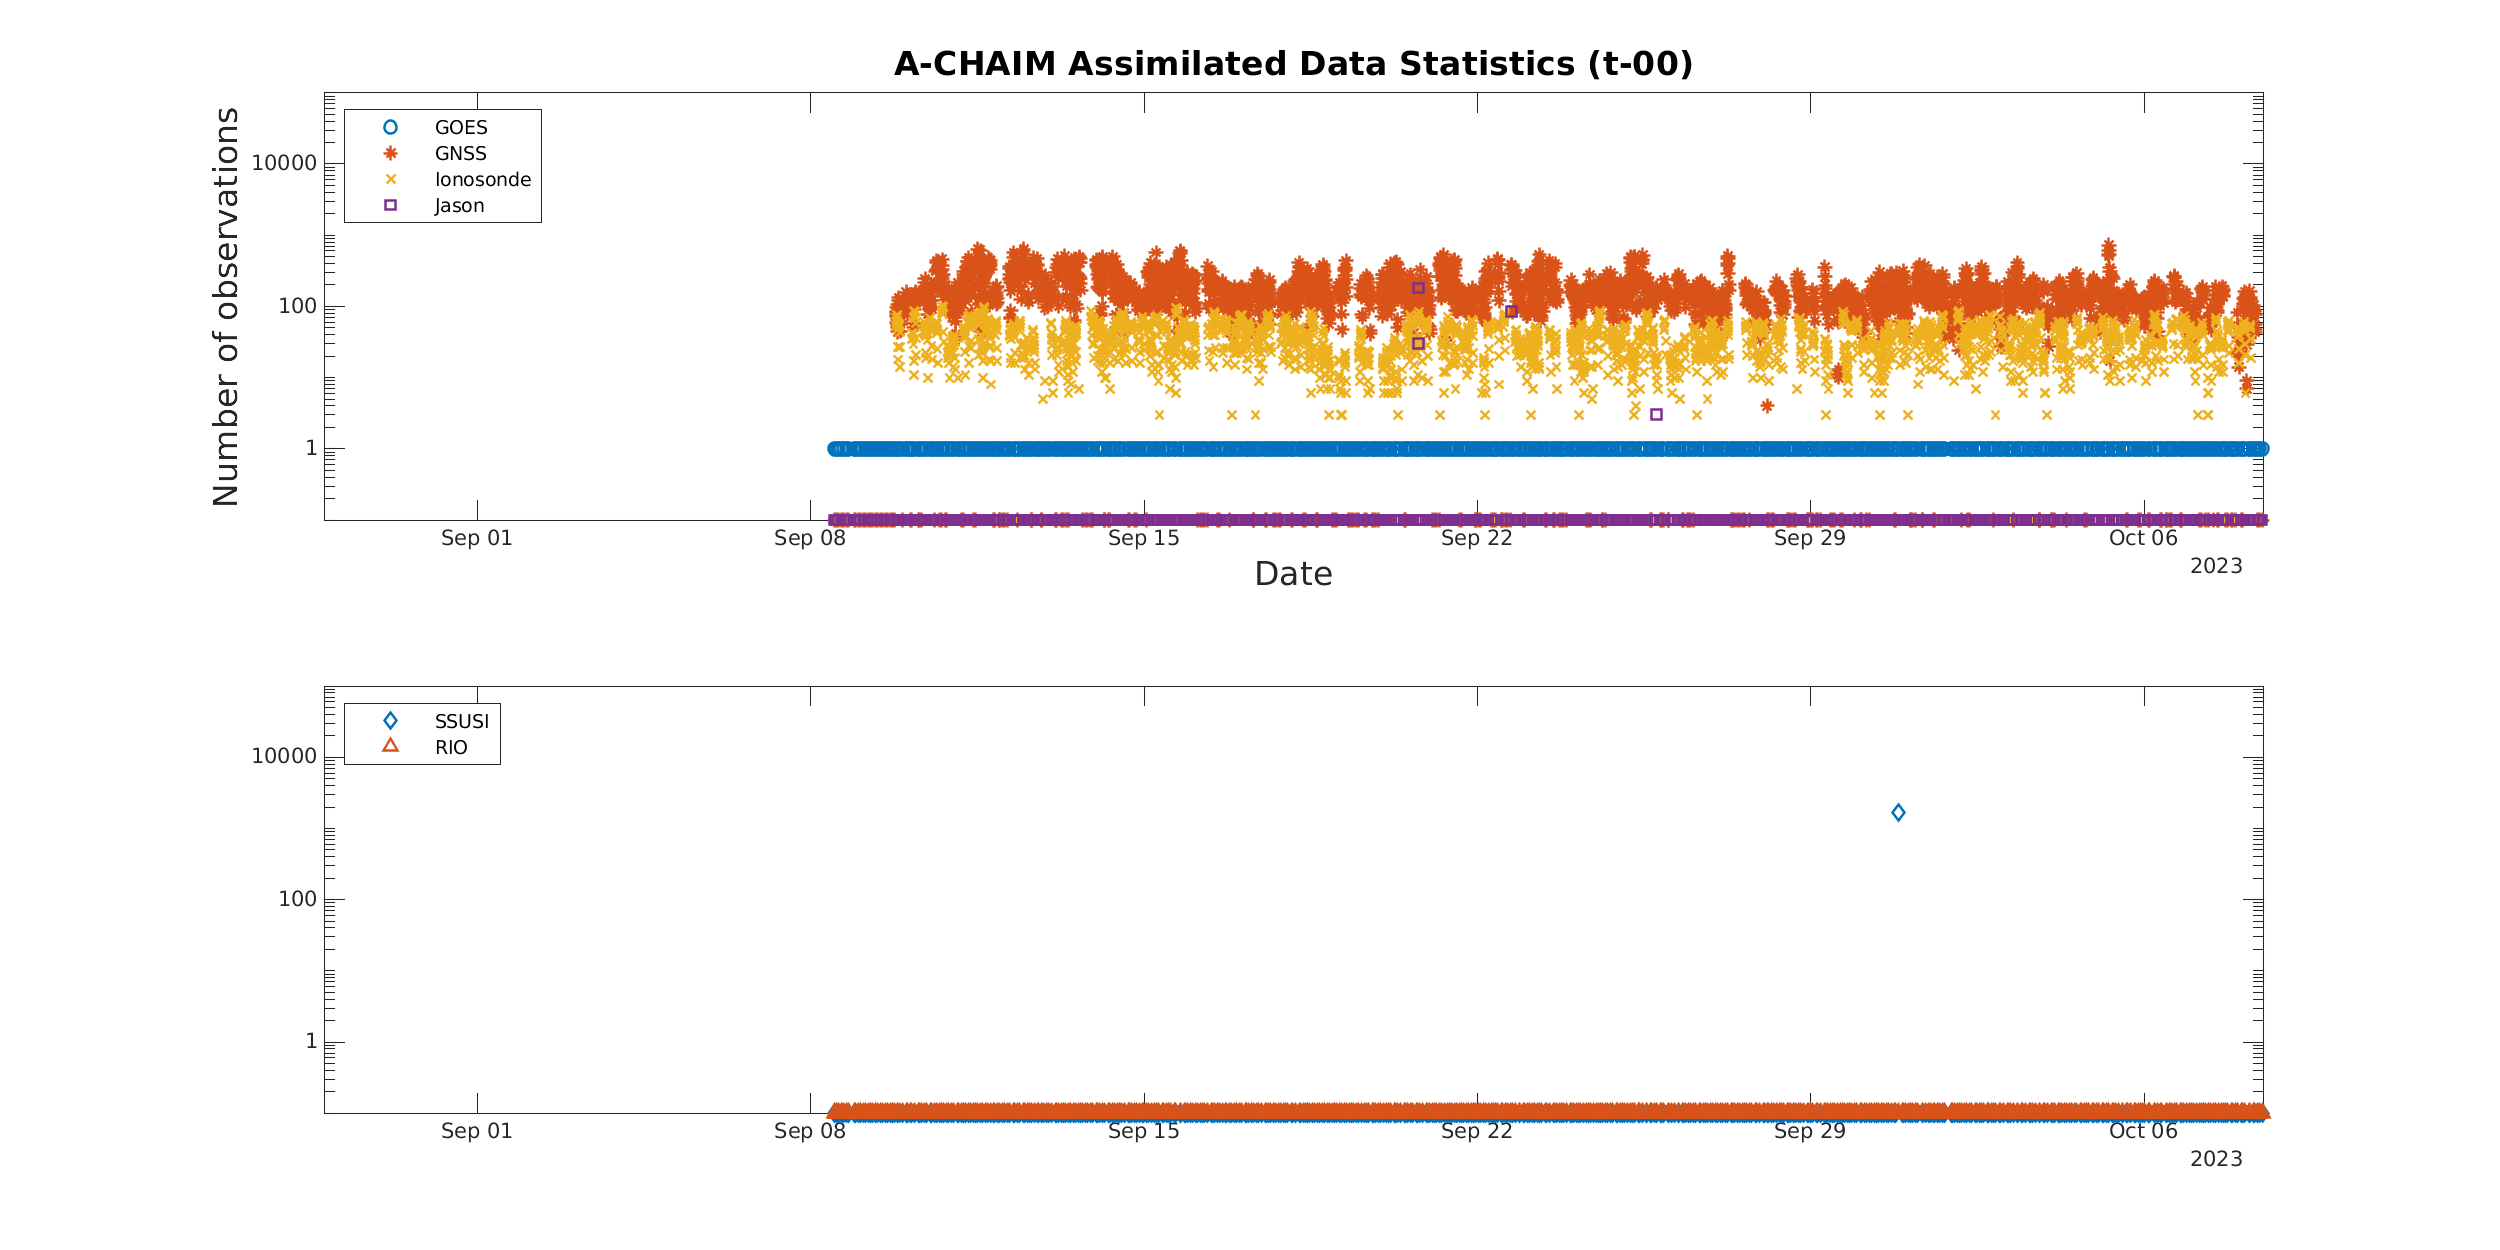 A-CHAIM Assimilated Data Statistics (t-00)
Number of observations
10000
100
1
GOES
GNSS
Ionosonde
Jason
Sep 01
Sep 08
Sep 15
Sep 22
Sep 29
Oct 06
2023
Date
10000
100
1
SSUSI
RIO
Sep 01
Sep 08
Sep 15
Sep 22
Sep 29
Oct 06
2023